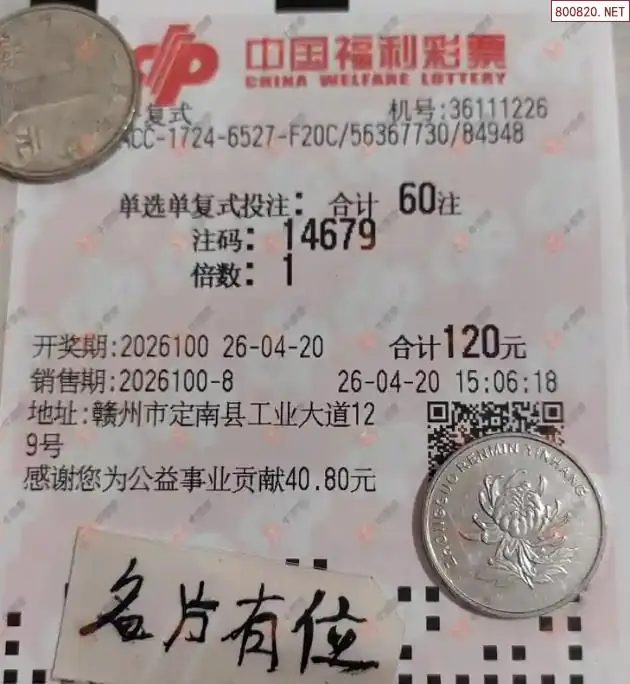 800820.NET
中国福利彩票
CHINA WELFARE LOTTERY
复式 机号:36111226
ACC-1724-6527-F20C/56367730/84948
单选单复式投注: 合计 60注
注码: 14679
倍数: 1
开奖期:2026100 26-04-20 合计120元
销售期:2026100-8 26-04-20 15:06:18
地址:赣州市定南县工业大道12
9号
感谢您为公益事业贡献40.80元
ZHONGGUO RENMIN YINHANG
名片有位